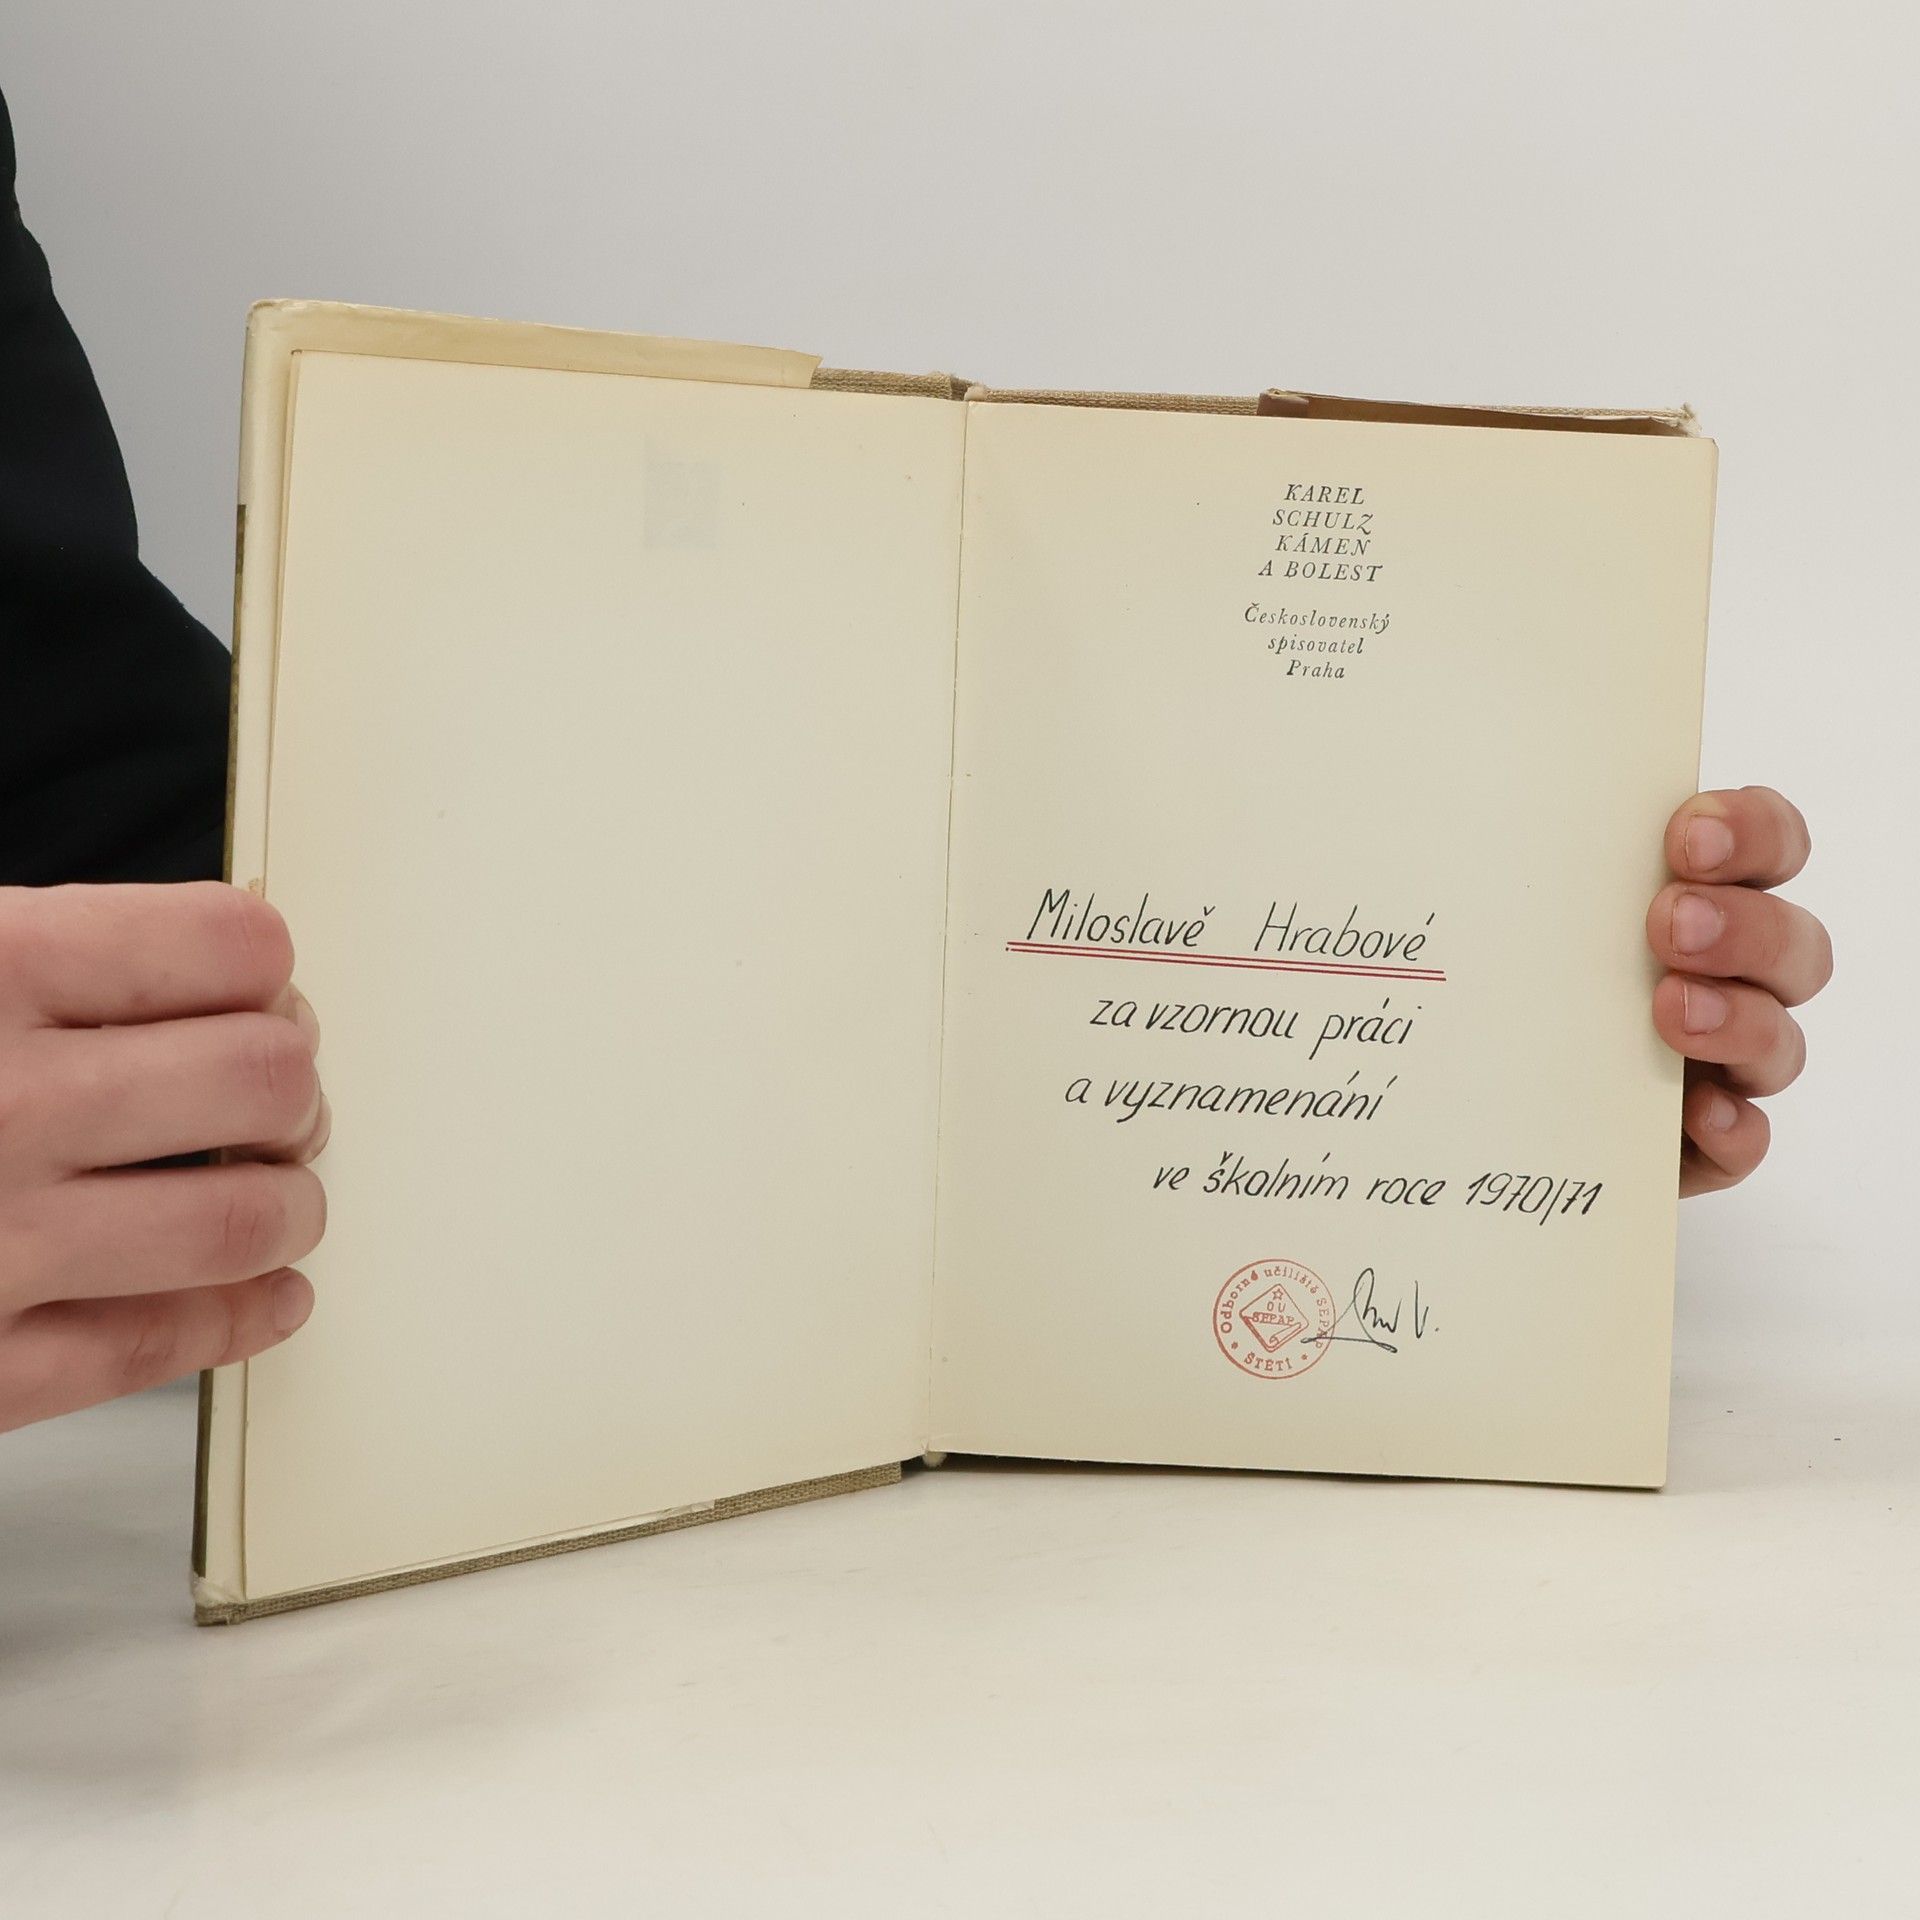 KAREL
SCHULZ
KÁMEN
A BOLEST
Československý
spisovatel
Praha
Miloslavě Hrabové
za vzornou práci
a vyznamenání
ve školním roce 1970/71
Odborné učiliště SEPAP
OU
SEPAP
ŠTĚTÍ